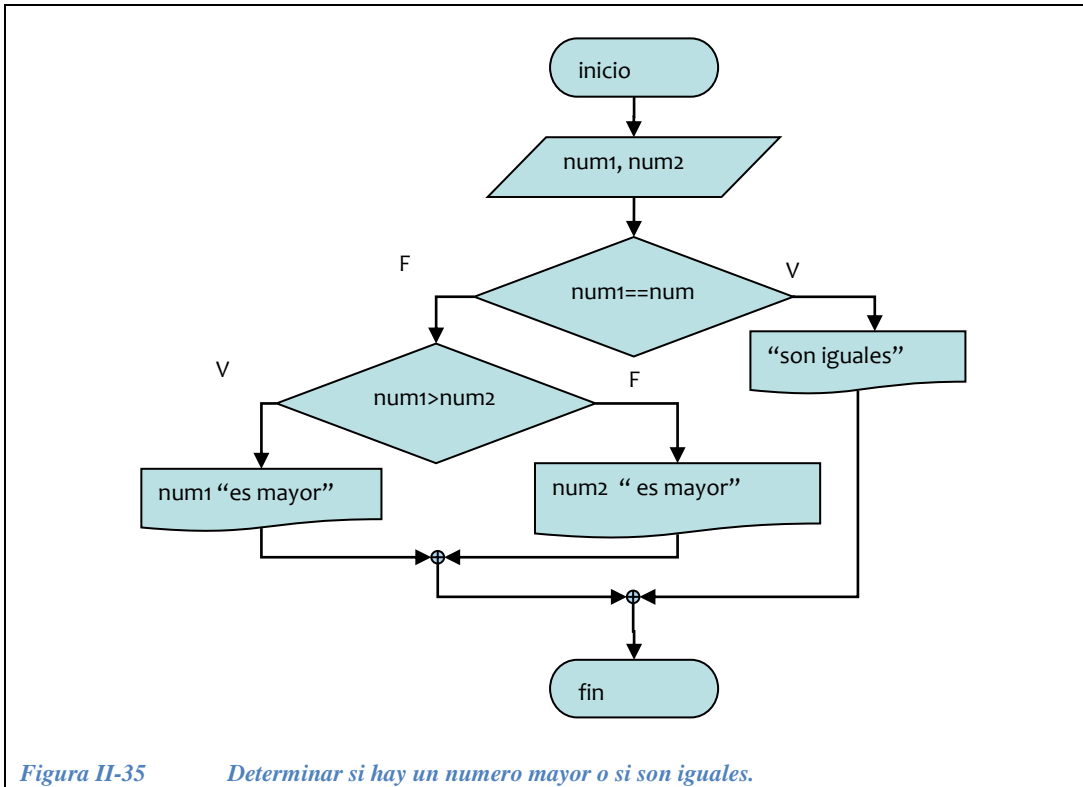 inicio
num1, num2
F
V
num1==num
"son iguales"
V
F
num1>num2
num1 “es mayor”
num2 “ es mayor”
fin
Figura II-35 Determinar si hay un numero mayor o si son iguales.